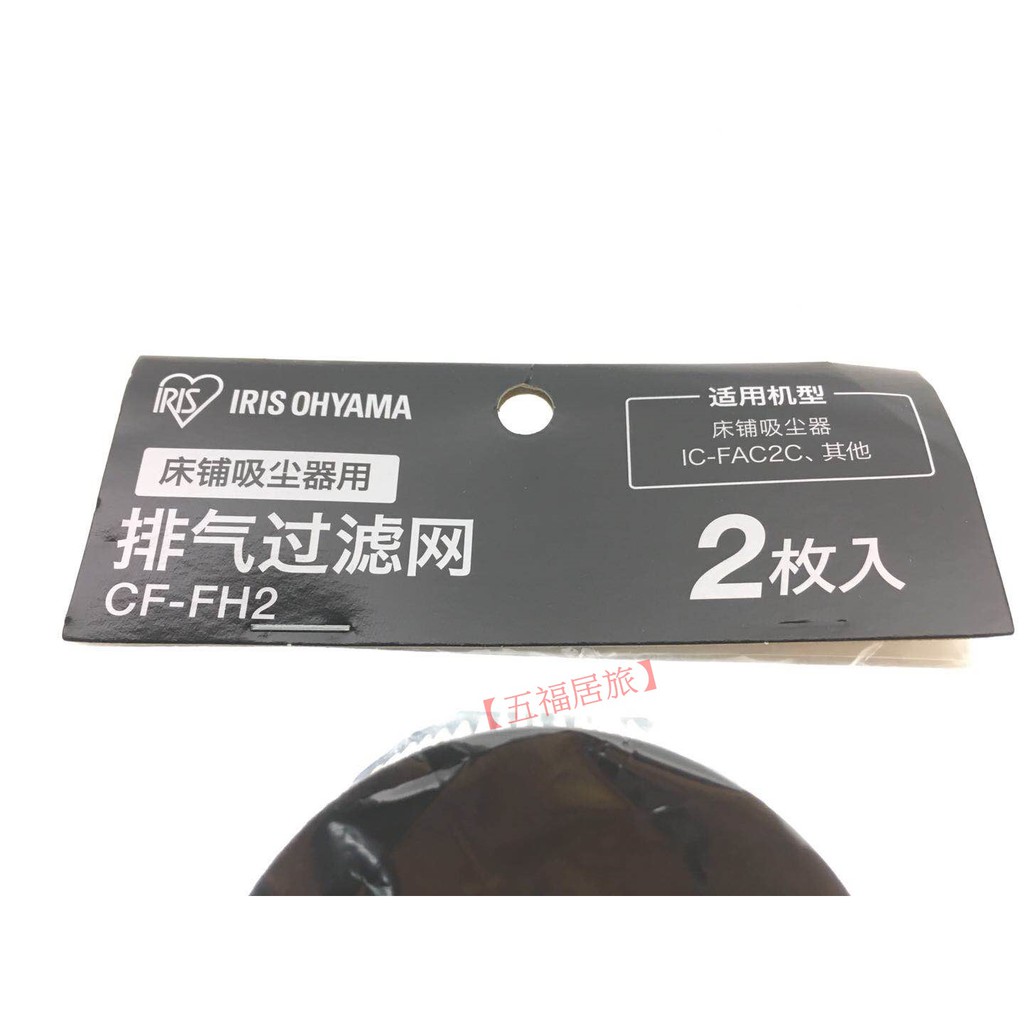 IRIS IRIS OHYAMA
床铺吸尘器用
排气过滤网
CF-FH2
适用机型
床铺吸尘器
IC-FAC2C、其他
2枚入
【五福居旅】